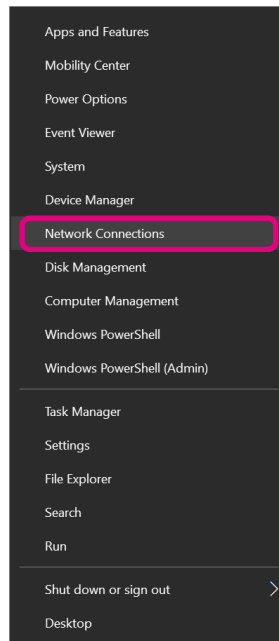 Apps and Features
Mobility Center
Power Options
Event Viewer
System
Device Manager
Network Connections
Disk Management
Computer Management
Windows PowerShell
Windows PowerShell (Admin)
Task Manager
Settings
File Explorer
Search
Run
Shut down or sign out
Desktop